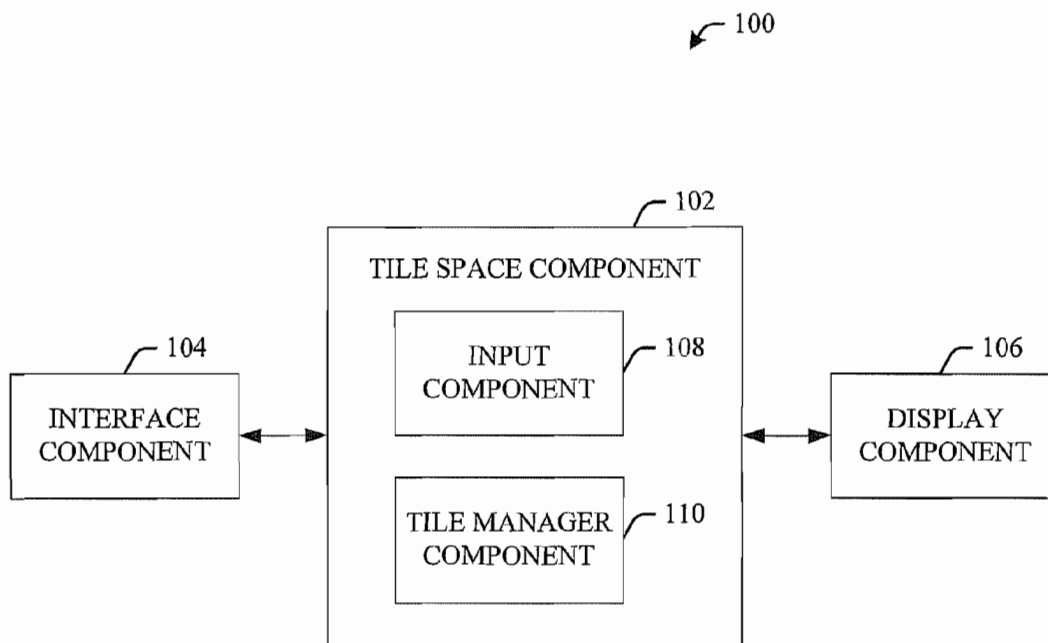 100
102
TILE SPACE COMPONENT
104
INTERFACE
COMPONENT
INPUT
COMPONENT
108
106
DISPLAY
COMPONENT
TILE MANAGER
COMPONENT
110